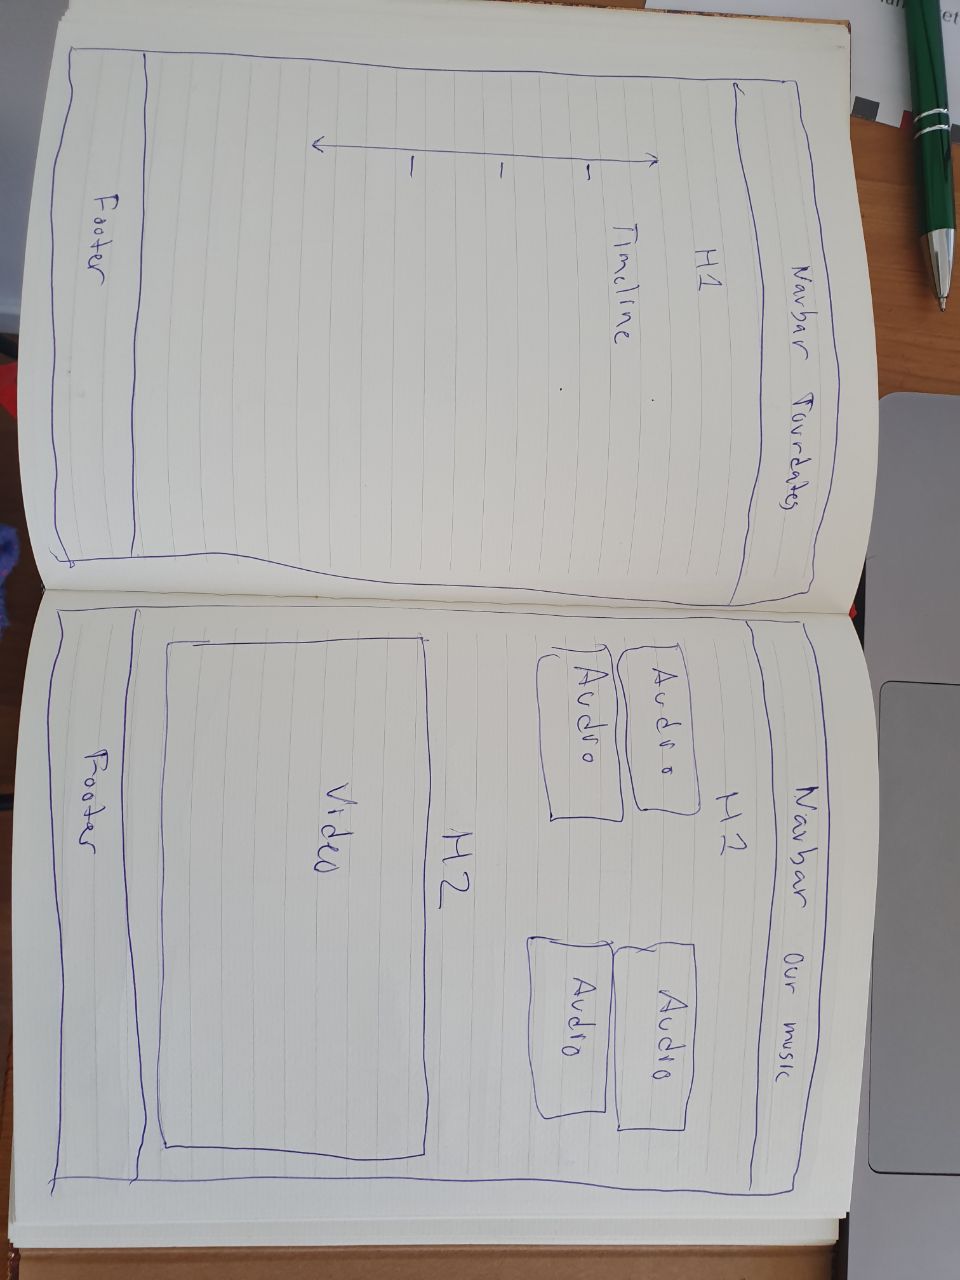 Navbar Tourdates
H1
Timeline
Footer
Navbar Our music
H2
Audio Audio
Audio Audio
H2
Video
Footer